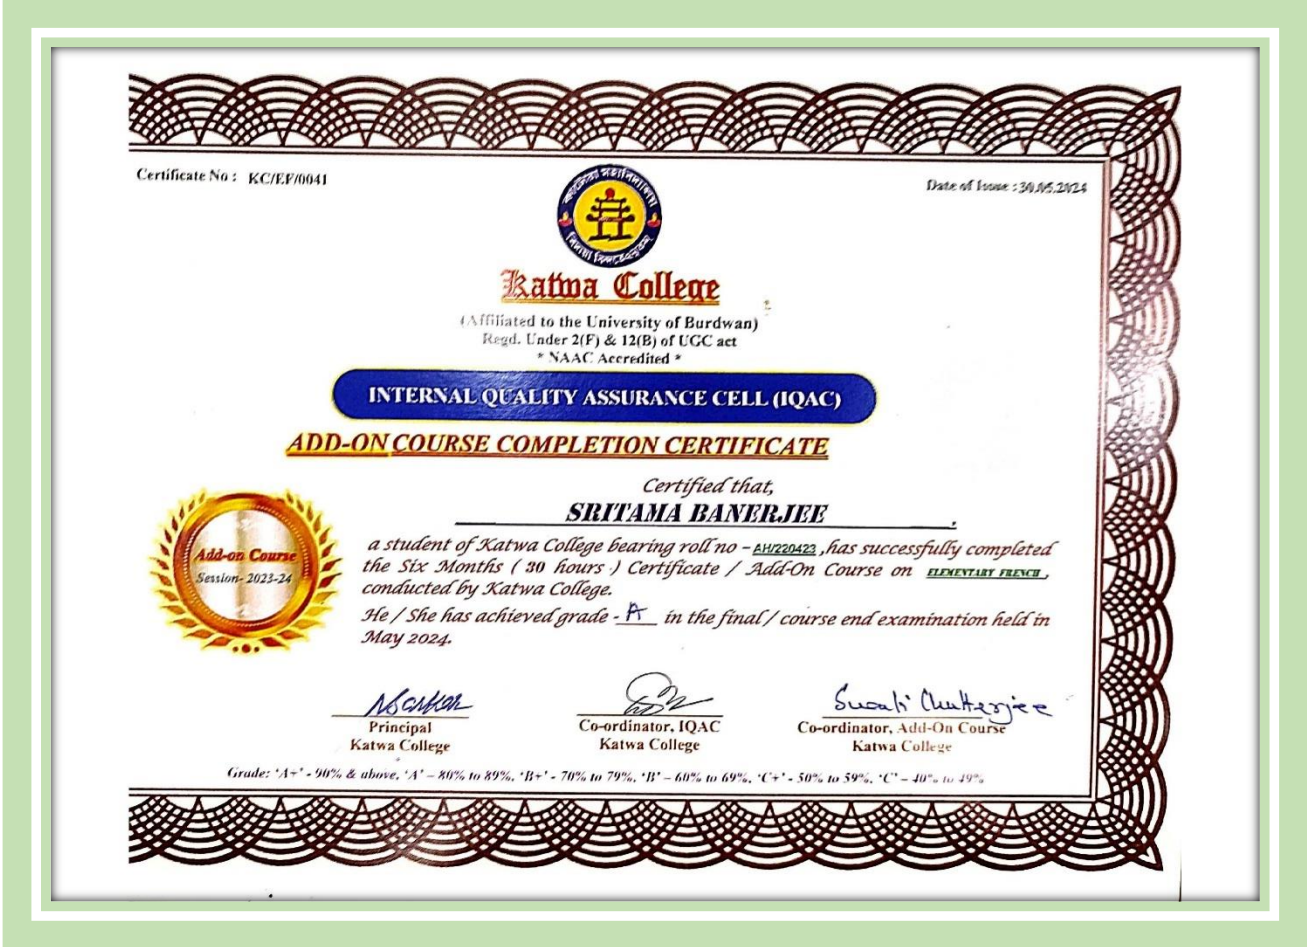 Certificate No : KC/EF/0041
Date of Issue : 30.05.2024
Katwa College
(Affiliated to the University of Burdwan)
Regd. Under 2(F) & 12(B) of UGC act
* NAAC Accredited *
INTERNAL QUALITY ASSURANCE CELL (IQAC)
ADD-ON COURSE COMPLETION CERTIFICATE
Certified that,
SRITAMA BANERJEE.
Add-on Course
Session- 2023-24
a student of Katwa College bearing roll no – AH/220423 ,has successfully completed
the Six Months ( 30 hours ) Certificate / Add-On Course on ELEMENTARY FRENCH ,
conducted by Katwa College.
He / She has achieved grade - A in the final / course end examination held in
May 2024.
Suvali Chatterjee
Principal
Katwa College
Co-ordinator, IQAC
Katwa College
Co-ordinator, Add-On Course
Katwa College
Grade: 'A+' - 90% & above, 'A' – 80% to 89%, 'B+' - 70% to 79%, 'B' – 60% to 69%, 'C+' - 50% to 59%, 'C' – 40% to 49%